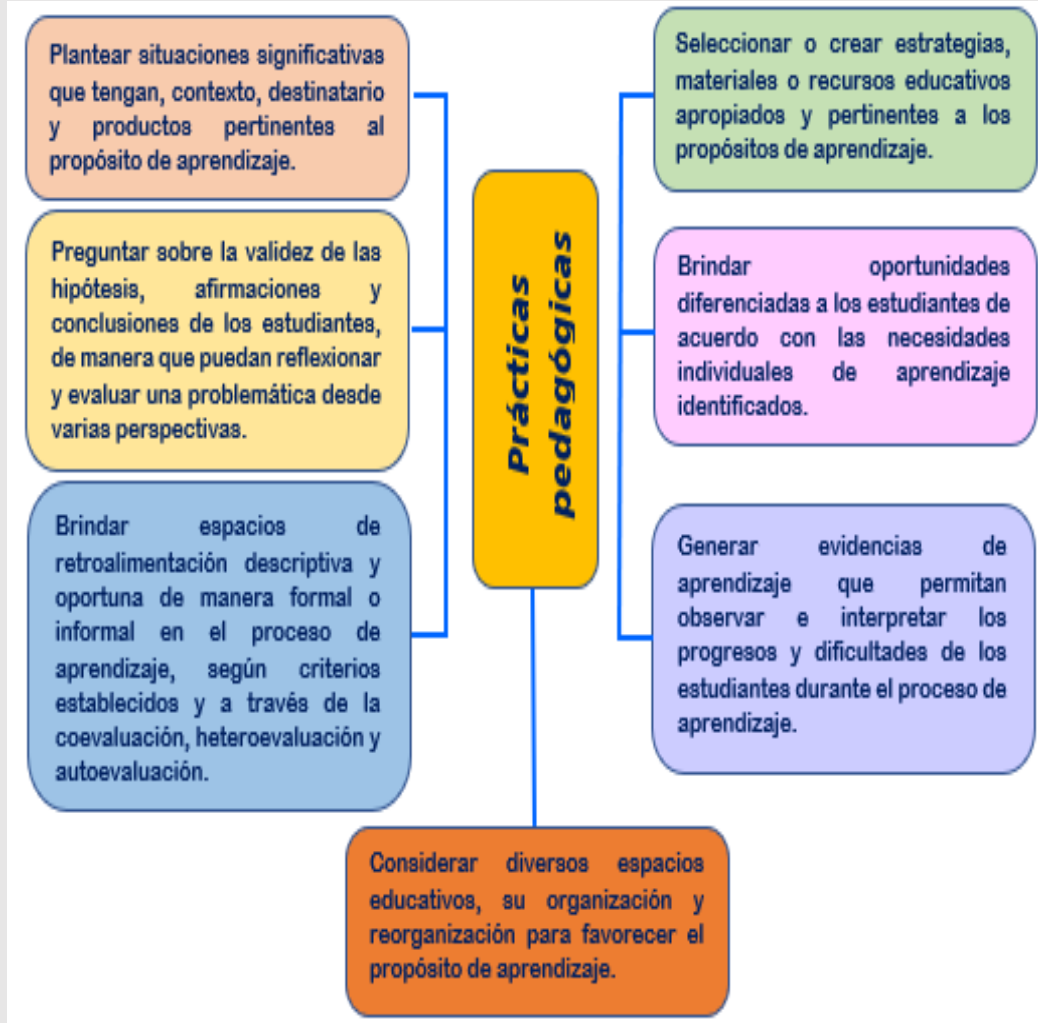 Plantear situaciones significativas
que tengan, contexto, destinatario
y productos pertinentes al
propósito de aprendizaje.
Preguntar sobre la validez de las
hipótesis, afirmaciones y
conclusiones de los estudiantes,
de manera que puedan reflexionar
y evaluar una problemática desde
varias perspectivas.
Brindar espacios de
retroalimentación descriptiva y
oportuna de manera formal o
informal en el proceso de
aprendizaje, según criterios
establecidos y a través de la
coevaluación, heteroevaluación y
autoevaluación.
Prácticas
pedagógicas
Seleccionar o crear estrategias,
materiales o recursos educativos
apropiados y pertinentes a los
propósitos de aprendizaje.
Brindar oportunidades
diferenciadas a los estudiantes de
acuerdo con las necesidades
individuales de aprendizaje
identificados.
Generar evidencias de
aprendizaje que permitan
observar e interpretar los
progresos y dificultades de los
estudiantes durante el proceso de
aprendizaje.
Considerar diversos espacios
educativos, su organización y
reorganización para favorecer el
propósito de aprendizaje.